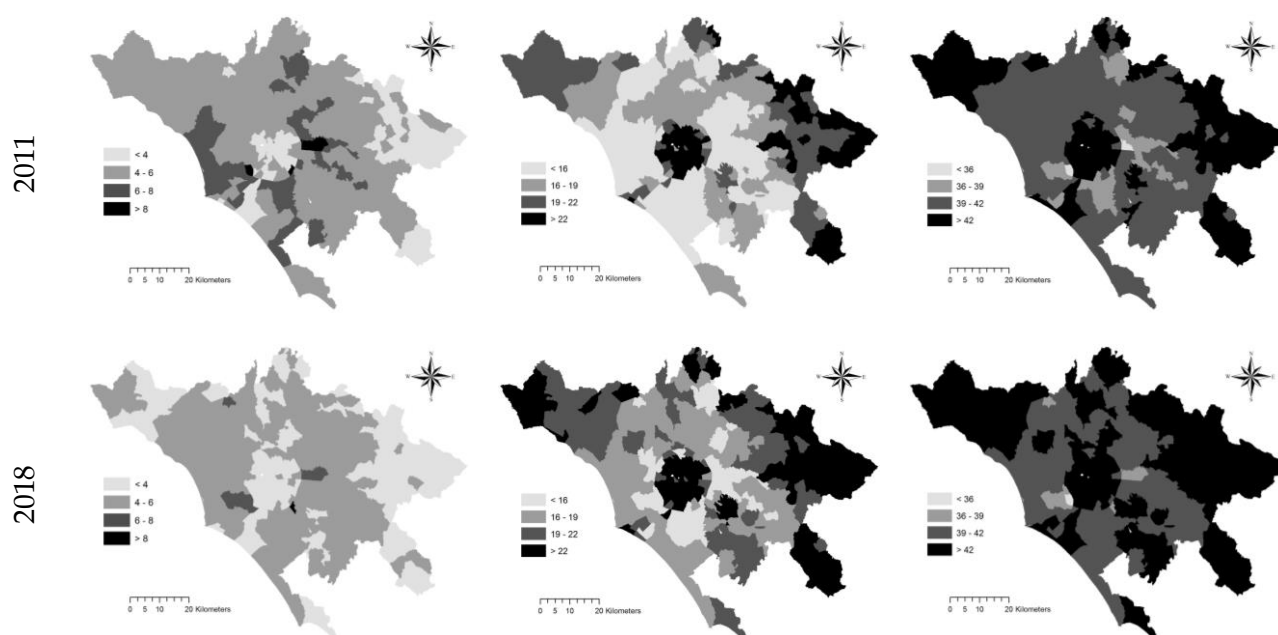 2011
N
W E
S
< 4
4 - 6
6 - 8
> 8
0 5 10 20 Kilometers
N
W E
S
< 16
16 - 19
19 - 22
> 22
0 5 10 20 Kilometers
N
W E
S
< 36
36 - 39
39 - 42
> 42
0 5 10 20 Kilometers
2018
N
W E
S
< 4
4 - 6
6 - 8
> 8
0 5 10 20 Kilometers
N
W E
S
< 16
16 - 19
19 - 22
> 22
0 5 10 20 Kilometers
N
W E
S
< 36
36 - 39
39 - 42
> 42
0 5 10 20 Kilometers